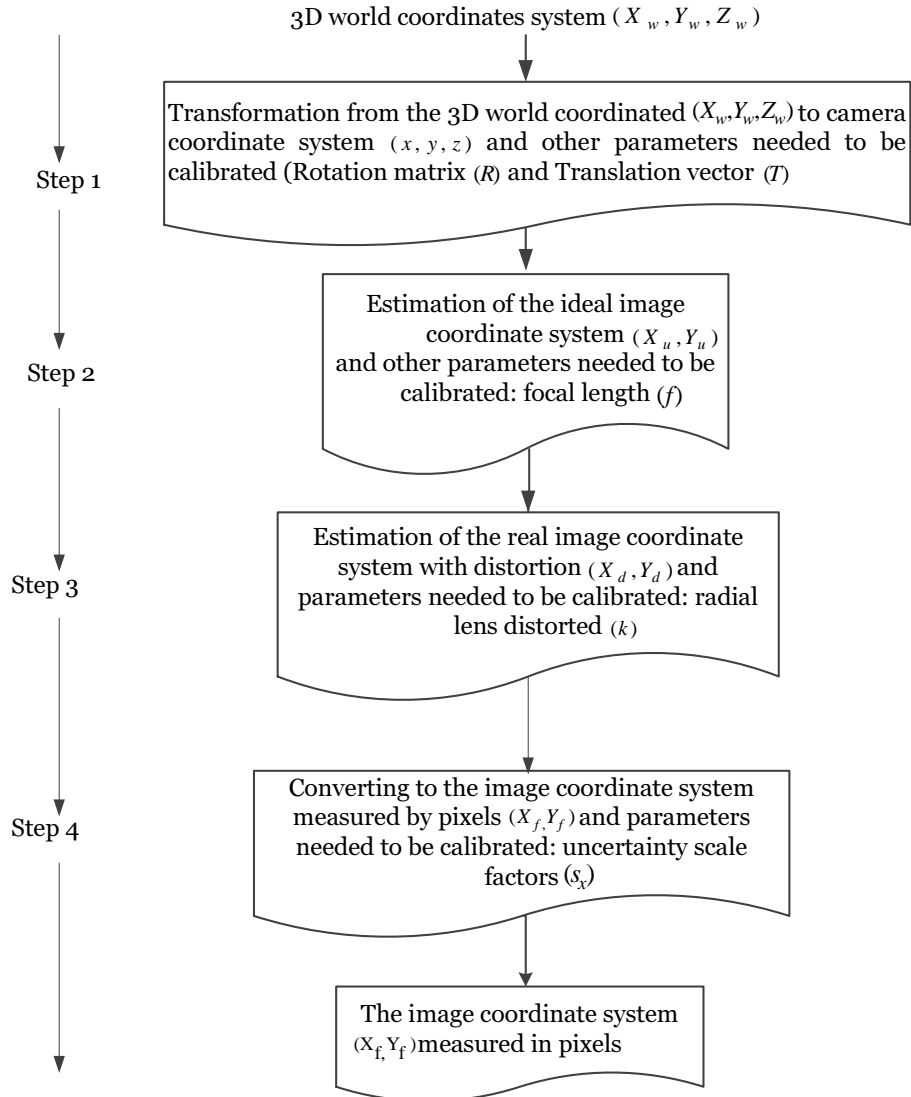 3D world coordinates system (X_w, Y_w, Z_w)
Transformation from the 3D world coordinated (X_w,Y_w,Z_w) to camera
coordinate system (x, y, z) and other parameters needed to be
calibrated (Rotation matrix (R) and Translation vector (T)
Step 1
Estimation of the ideal image
coordinate system (X_u, Y_u)
and other parameters needed to be
calibrated: focal length (f)
Step 2
Estimation of the real image coordinate
system with distortion (X_d, Y_d) and
parameters needed to be calibrated: radial
lens distorted (k)
Step 3
Converting to the image coordinate system
measured by pixels (X_f, Y_f) and parameters
needed to be calibrated: uncertainty scale
factors (s_x)
Step 4
The image coordinate system
(X_f, Y_f) measured in pixels